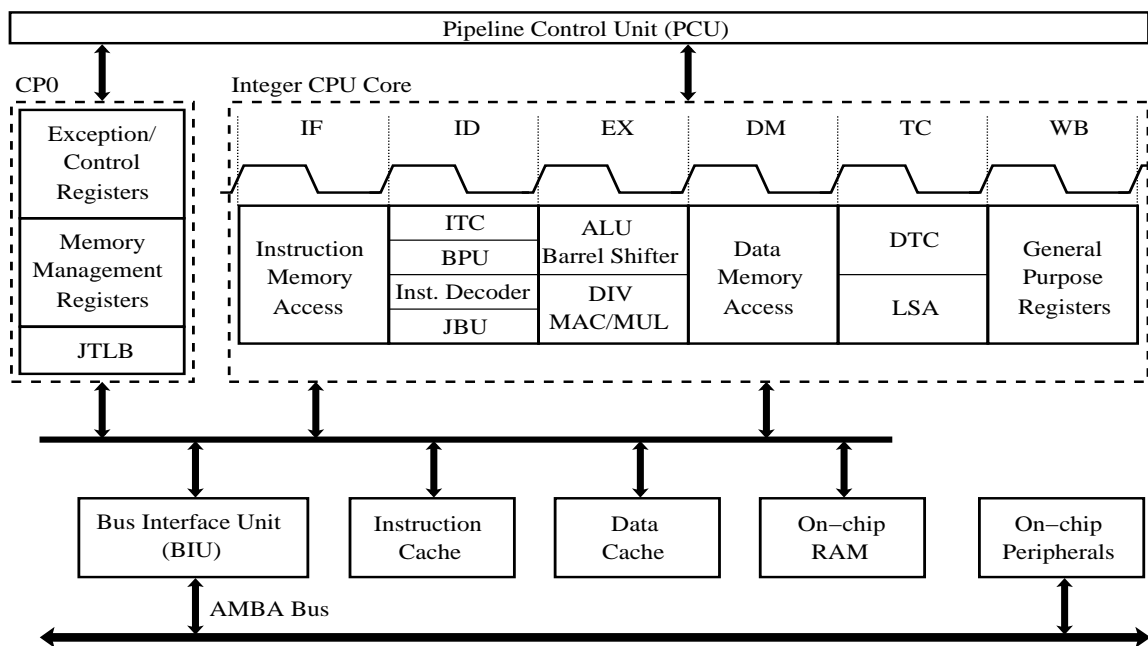 Pipeline Control Unit (PCU)
CP0
Integer CPU Core
Exception/
Control
Registers
Memory
Management
Registers
JTLB
IF
ID
EX
DM
TC
WB
Instruction
Memory
Access
ITC
BPU
Inst. Decoder
JBU
ALU
Barrel Shifter
DIV
MAC/MUL
Data
Memory
Access
DTC
LSA
General
Purpose
Registers
Bus Interface Unit
(BIU)
Instruction
Cache
Data
Cache
On−chip
RAM
On−chip
Peripherals
AMBA Bus